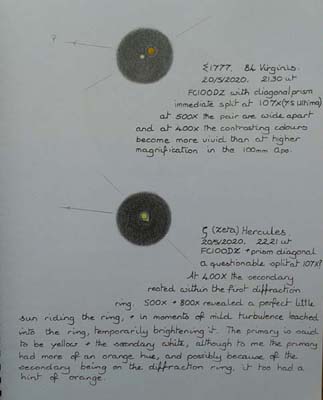 P
Σ1777. 84 Virginis.
20/5/2020. 2130 ut
FC100DZ with diagonal prism
immediate split at 107x (7.5 Ultima)
at 500x the pair are wide apart
and at 400x the contrasting colours
become more vivid than at higher
magnification in the 100mm apo.
ζ (zeta) Hercules.
20/5/2020. 2221 ut
FC100DZ + prism diagonal
a questionable split at 107x?
At 400x the secondary
rested within the first diffraction
ring. 500x + 800x revealed a perfect little
sun riding the ring, + in moments of mild turbulence leached
into the ring, temporarily brightening it. The primary is said
to be yellow + the secondary white, although to me the primary
had more of an orange hue, and possibly because of the
secondary being on the diffraction ring, it too had a
hint of orange.